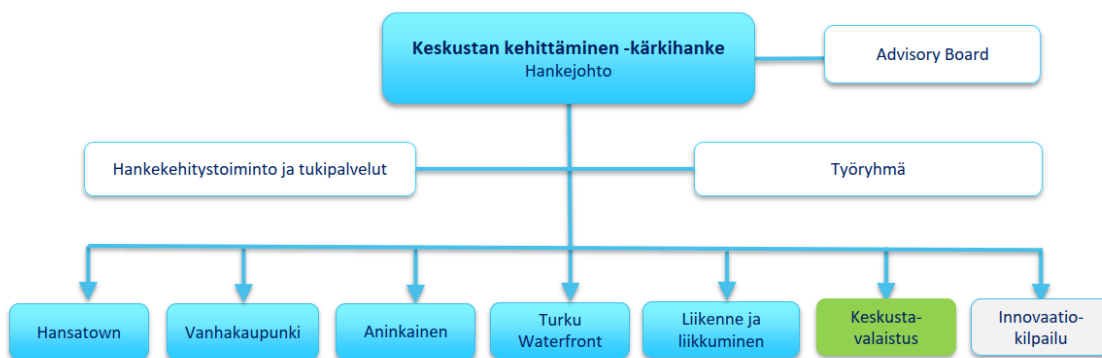 Keskustan kehittäminen -kärkihanke
Hankejohto
Advisory Board
Hankekehitystoiminto ja tukipalvelut
Työryhmä
Hansatown
Vanhakaupunki
Aninkainen
Turku
Waterfront
Liikenne ja
liikkuminen
Keskusta-
valaistus
Innovaatio-
kilpailu